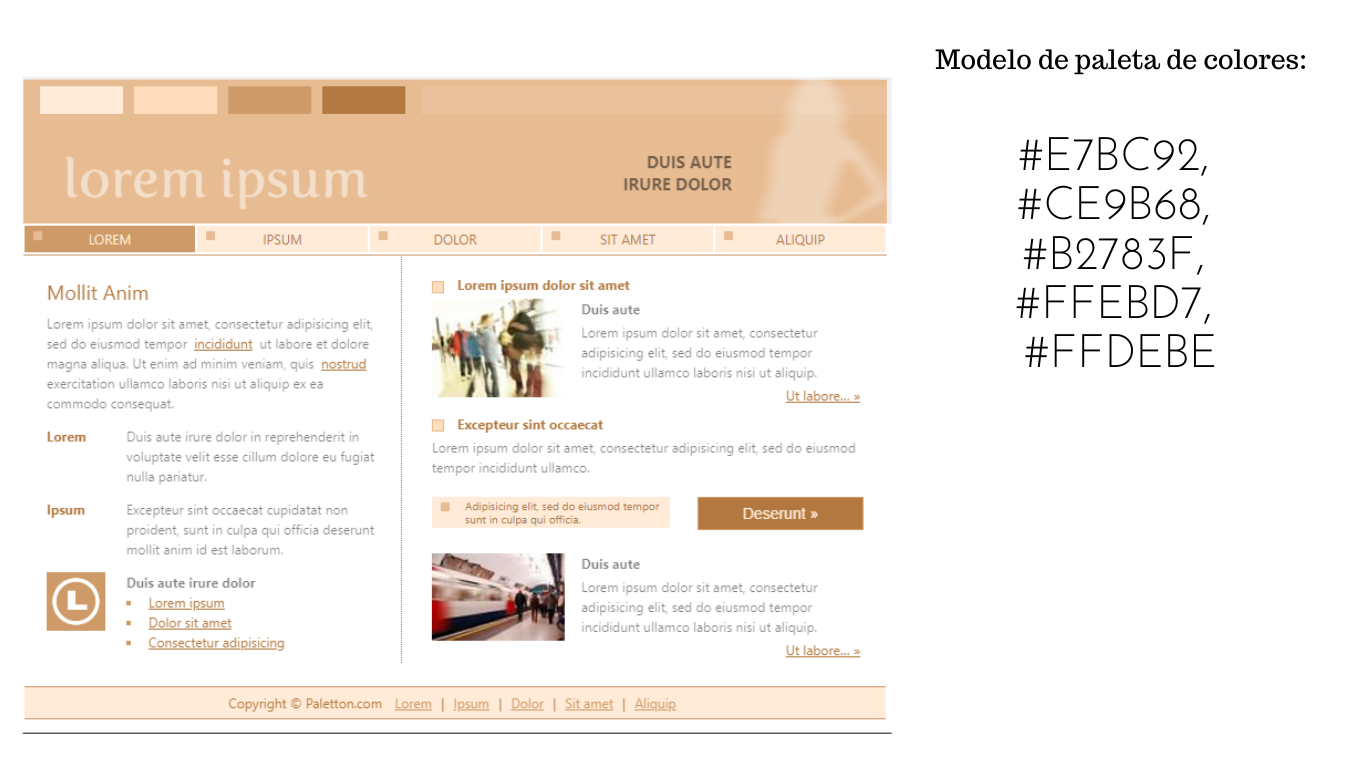 Modelo de paleta de colores:
#E7BC92,
#CE9B68,
#B2783F,
#FFEBD7,
#FFDEBE
lorem ipsum
DUIS AUTE
IRURE DOLOR
LOREM
IPSUM
DOLOR
SIT AMET
ALIQUIP
Mollit Anim
Lorem ipsum dolor sit amet, consectetur adipisicing elit,
sed do eiusmod tempor incididunt ut labore et dolore
magna aliqua. Ut enim ad minim veniam, quis nostrud
exercitation ullamco laboris nisi ut aliquip ex ea
commodo consequat.
Lorem
Duis aute irure dolor in reprehenderit in
voluptate velit esse cillum dolore eu fugiat
nulla pariatur.
Ipsum
Excepteur sint occaecat cupidatat non
proident, sunt in culpa qui officia deserunt
mollit anim id est laborum.
Duis aute irure dolor
Lorem ipsum
Dolor sit amet
Consectetur adipisicing
Lorem ipsum dolor sit amet
Duis aute
Lorem ipsum dolor sit amet, consectetur
adipisicing elit, sed do eiusmod tempor
incididunt ullamco laboris nisi ut aliquip.
Ut labore... »
Excepteur sint occaecat
Lorem ipsum dolor sit amet, consectetur adipisicing elit, sed do eiusmod
tempor incididunt ullamco.
Adipisicing elit, sed do eiusmod tempor
sunt in culpa qui officia.
Deserunt »
Duis aute
Lorem ipsum dolor sit amet, consectetur
adipisicing elit, sed do eiusmod tempor
incididunt ullamco laboris nisi ut aliquip.
Ut labore... »
Copyright © Paletton.com Lorem | Ipsum | Dolor | Sit amet | Aliquip